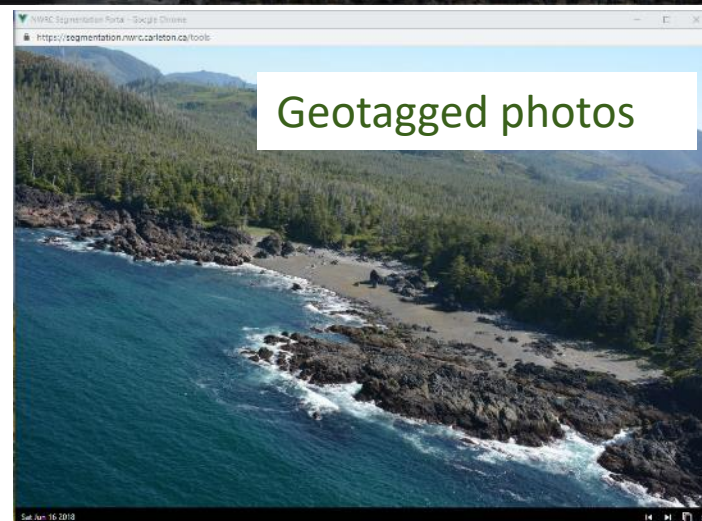 NWRC Segmentation Portal - Google Chrome
https://segmentation.nwrc.carleton.ca/tools
Geotagged photos
Sat Jun 16 2018